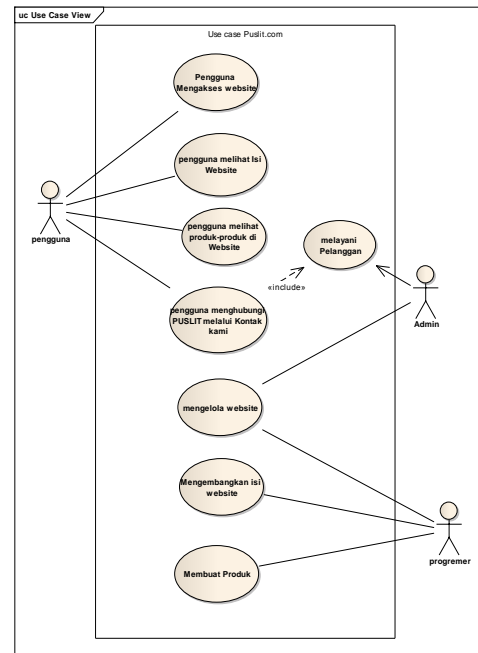 uc Use Case View
Use case Puslit.com
Pengguna
Mengakses website
pengguna melihat Isi
Website
pengguna
pengguna melihat
produk-produk di
Website
melayani
Pelanggan
«include»
pengguna menghubungi
PUSLIT melalui Kontak
kami
Admin
mengelola website
Mengembangkan isi
website
progremer
Membuat Produk